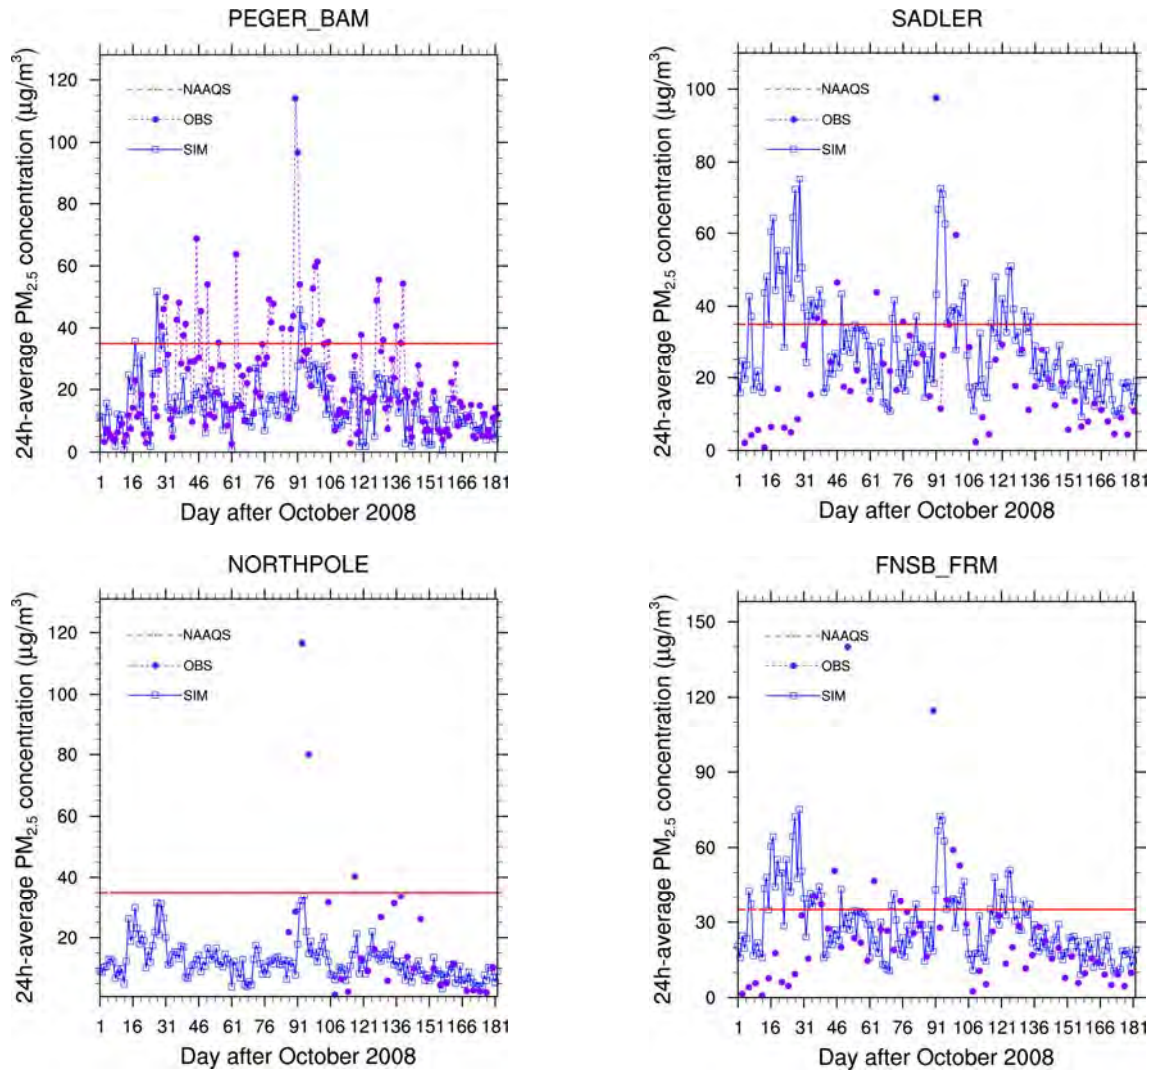 PEGER_BAM
24h-average PM2.5 concentration (µg/m³)
120
100
80
60
40
20
0
NAAQS
OBS
SIM
1 16 31 46 61 76 91 106 121 136 151 166 181
Day after October 2008
SADLER
24h-average PM2.5 concentration (µg/m³)
100
80
60
40
20
0
NAAQS
OBS
SIM
1 16 31 46 61 76 91 106 121 136 151 166 181
Day after October 2008
NORTHPOLE
24h-average PM2.5 concentration (µg/m³)
120
100
80
60
40
20
NAAQS
OBS
SIM
1 16 31 46 61 76 91 106 121 136 151 166 181
Day after October 2008
FNSB_FRM
24h-average PM2.5 concentration (µg/m³)
150
120
90
60
30
0
NAAQS
OBS
SIM
1 16 31 46 61 76 91 106 121 136 151 166 181
Day after October 2008